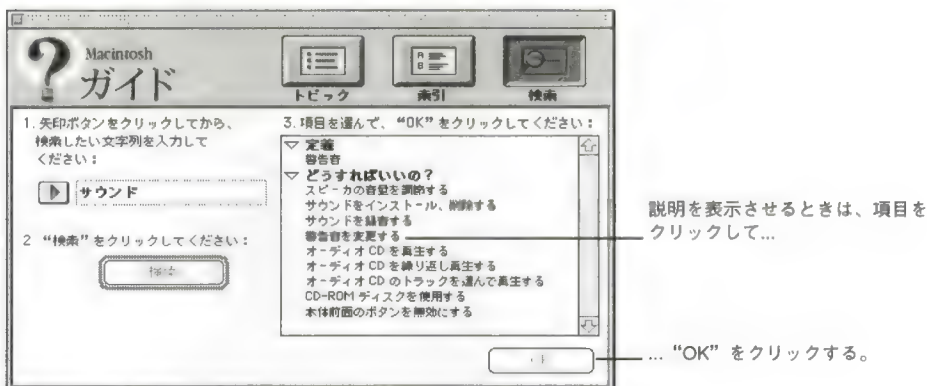 Macintosh
ガイド
トピック
索引
検索
1. 矢印ボタンをクリックしてから、
検索したい文字列を入力して
ください：
サウンド
2 “検索”をクリックしてください：
検索
3. 項目を選んで、“OK”をクリックしてください：
▽ 定義
警告音
▽ どうすればいいの？
スピーカの音量を調節する
サウンドをインストール、削除する
サウンドを録音する
警告音を変更する
オーディオ CD を再生する
オーディオ CD を繰り返し再生する
オーディオ CD のトラックを選んで再生する
CD-ROM ディスクを使用する
本体前面のボタンを無効にする
説明を表示させるときは、項目を
クリックして...
... “OK”をクリックする。